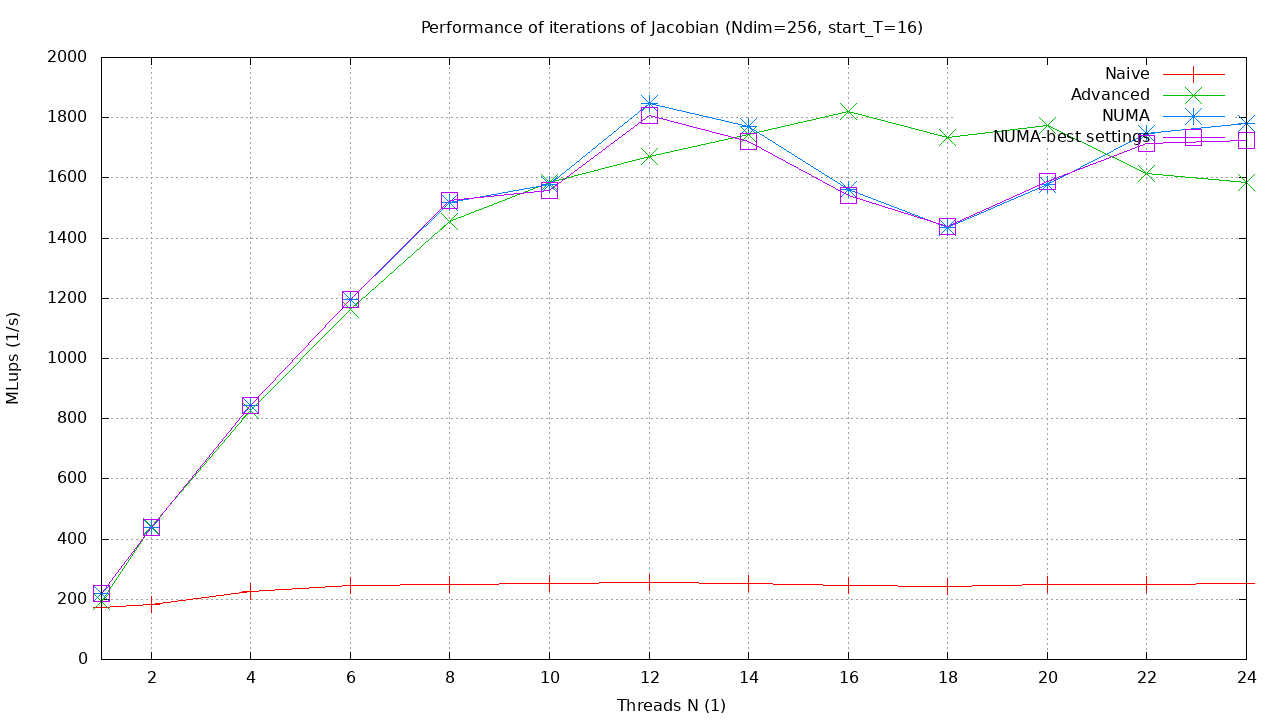 Performance of iterations of Jacobian (Ndim=256, start_T=16)
2000
1800
1600
1400
1200
1000
800
600
400
200
0
MLups (1/s)
Naive
Advanced
NUMA
NUMA-best settings
2 4 6 8 10 12 14 16 18 20 22 24
Threads N (1)